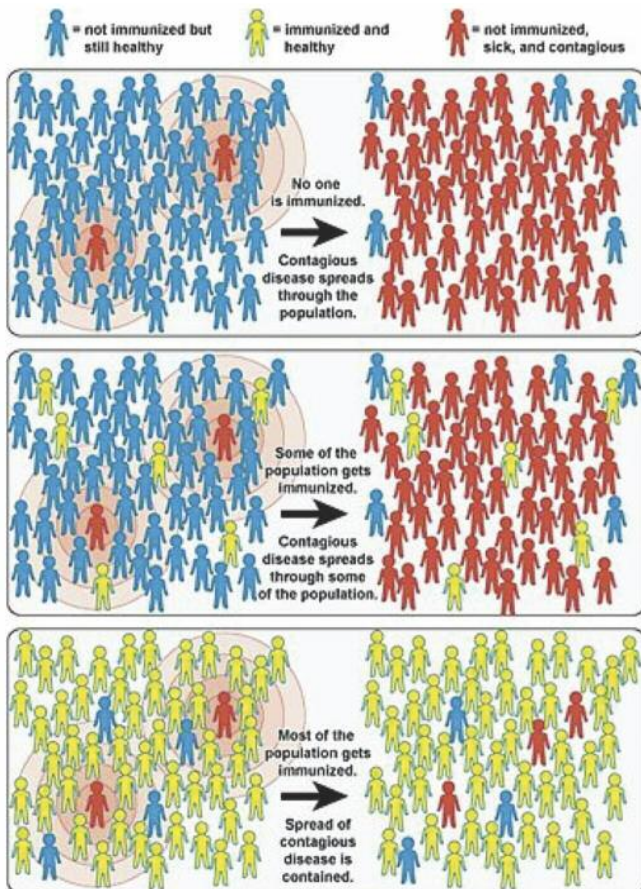 = not immunized but
still healthy
= immunized and
healthy
= not immunized,
sick, and contagious
No one
is immunized.
Contagious
disease spreads
through the
population.
Some of the
population gets
immunized.
Contagious
disease spreads
through some
of the population.
Most of the
population gets
immunized.
Spread of
contagious
disease is
contained.